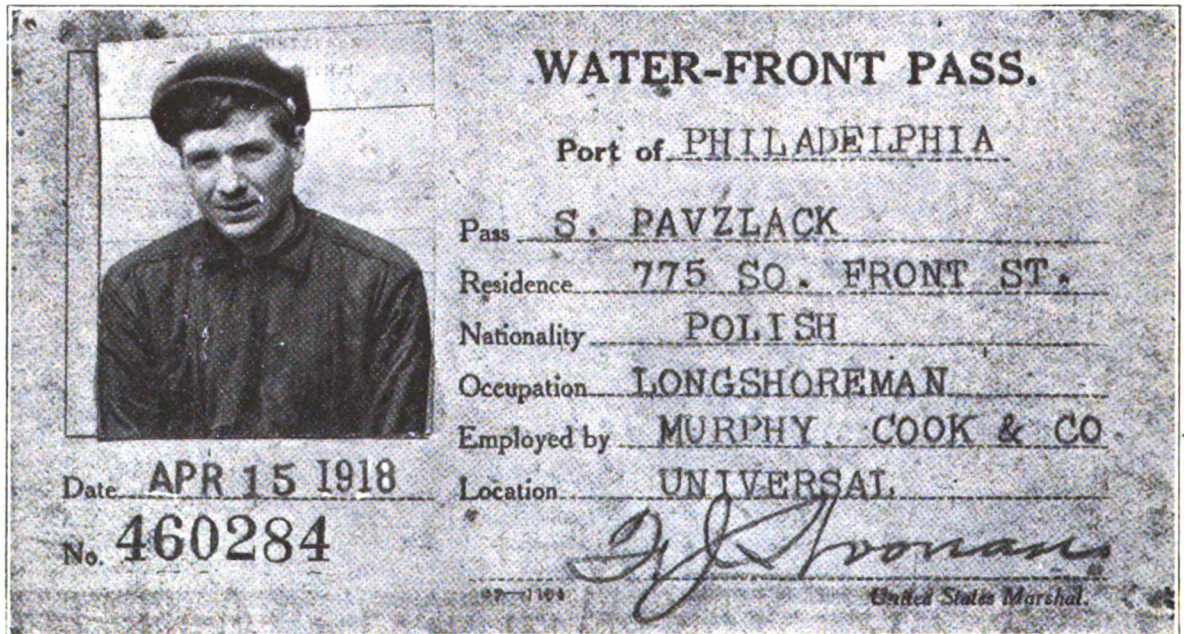 WATER-FRONT PASS.
Port of PHILADELPHIA
Pass S. PAVZLACK
Residence 775 SO. FRONT ST.
Nationality POLISH
Occupation LONGSHOREMAN
Employed by MURPHY. COOK & CO
Location UNIVERSAL
Date APR 15 1918
No. 460284
United States Marshal.